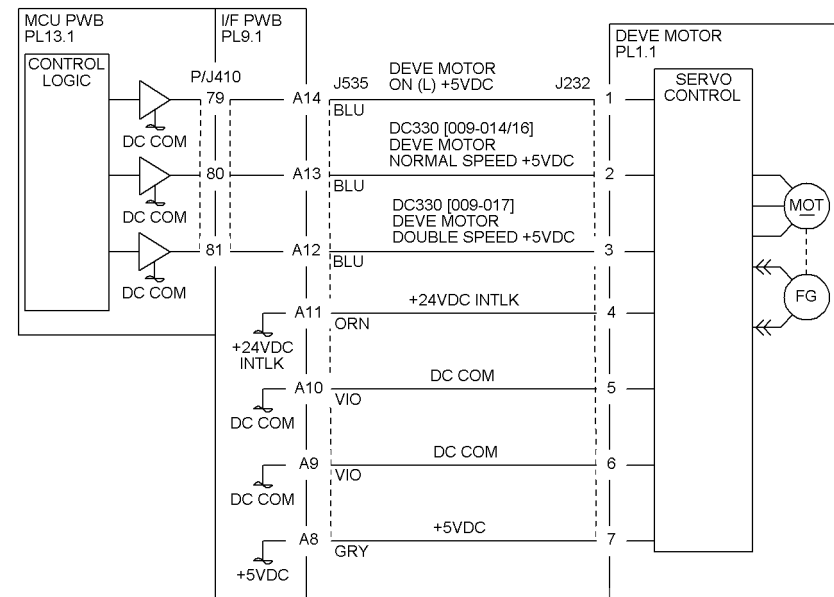 MCU PWB
PL13.1
I/F PWB
PL9.1
DEVE MOTOR
PL1.1
CONTROL
LOGIC
P/J410
J535
DEVE MOTOR
ON (L) +5VDC
J232
SERVO
CONTROL
79
A14
BLU
1
DC COM
DC330 [009-014/16]
DEVE MOTOR
NORMAL SPEED +5VDC
80
A13
BLU
2
DC COM
MOT
DC330 [009-017]
DEVE MOTOR
DOUBLE SPEED +5VDC
81
A12
BLU
3
DC COM
FG
A11
+24VDC INTLK
ORN
4
+24VDC
INTLK
A10
DC COM
VIO
5
DC COM
A9
DC COM
VIO
6
DC COM
A8
+5VDC
GRY
7
+5VDC